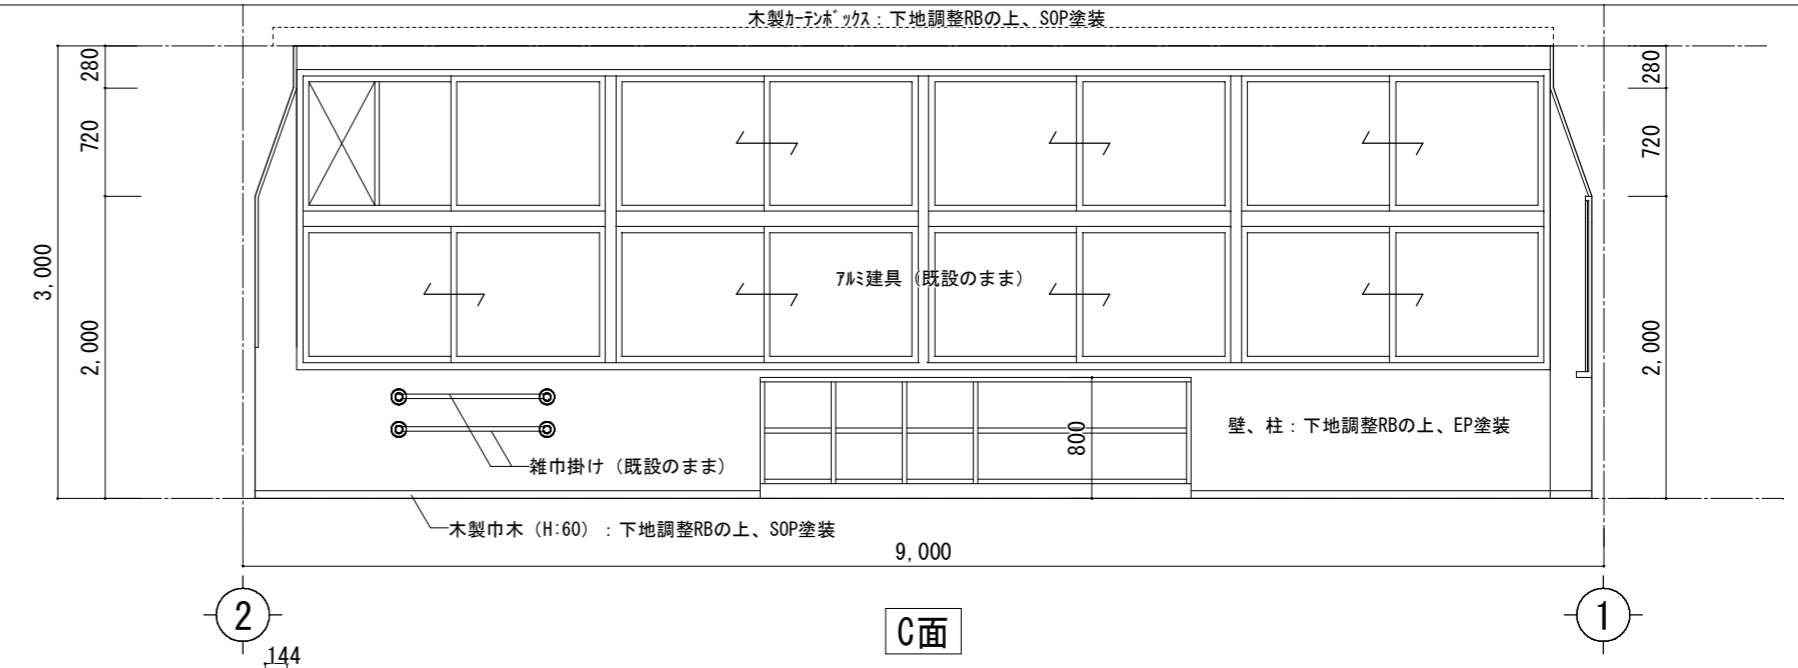 木製ｶｰﾃﾝﾎﾞｯｸｽ：下地調整RBの上、SOP塗装
280
280
720
720
3,000
ｱﾙﾐ建具（既設のまま）
2,000
2,000
800
壁、柱：下地調整RBの上、EP塗装
雑巾掛け（既設のまま）
木製巾木（H:60）：下地調整RBの上、SOP塗装
9,000
2
C面
1
144